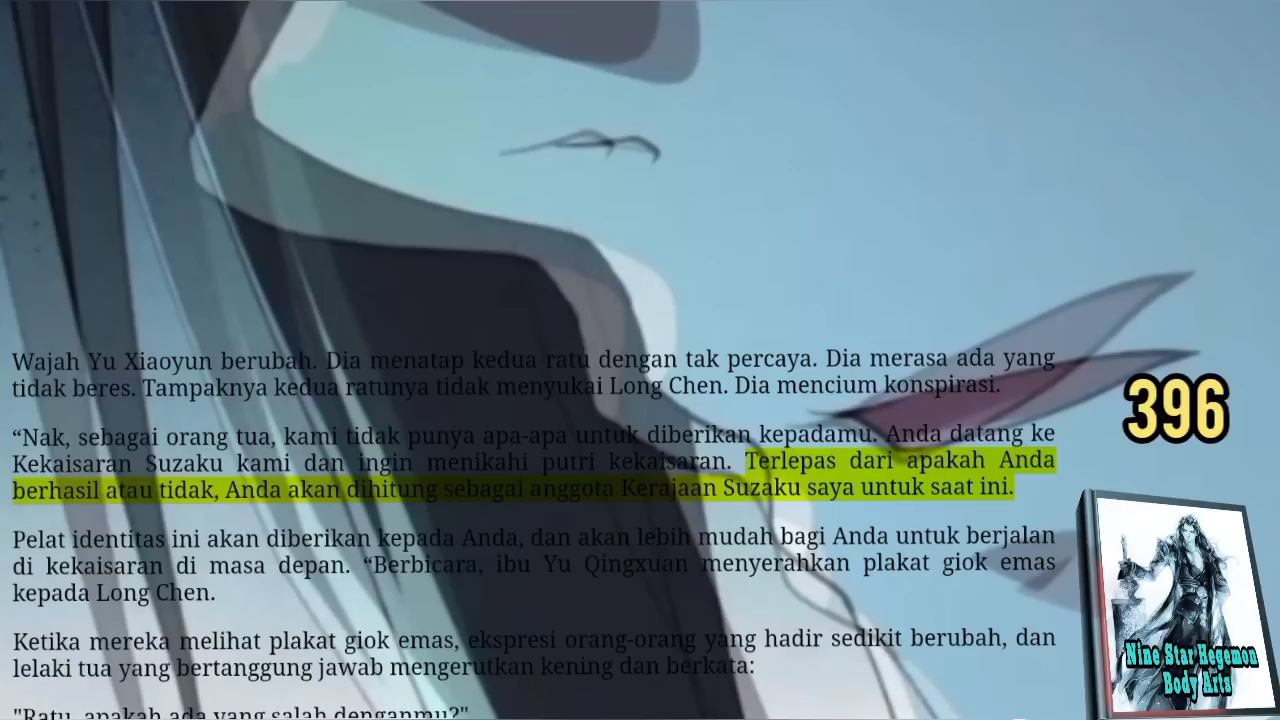 Wajah Yu Xiaoyun berubah. Dia menatap kedua ratu dengan tak percaya. Dia merasa ada yang
tidak beres. Tampaknya kedua ratunya tidak menyukai Long Chen. Dia mencium konspirasi.
“Nak, sebagai orang tua, kami tidak punya apa-apa untuk diberikan kepadamu. Anda datang ke
Kekaisaran Suzaku kami dan ingin menikahi putri kekaisaran. Terlepas dari apakah Anda
berhasil atau tidak, Anda akan dihitung sebagai anggota Kerajaan Suzaku saya untuk saat ini.
Pelat identitas ini akan diberikan kepada Anda, dan akan lebih mudah bagi Anda untuk berjalan
di kekaisaran di masa depan. “Berbicara, ibu Yu Qingxuan menyerahkan plakat giok emas
kepada Long Chen.
Ketika mereka melihat plakat giok emas, ekspresi orang-orang yang hadir sedikit berubah, dan
lelaki tua yang bertanggung jawab mengerutkan kening dan berkata:
"Ratu, apakah ada yang salah denganmu?"
396
Nine Star Hegemon
Body Arts